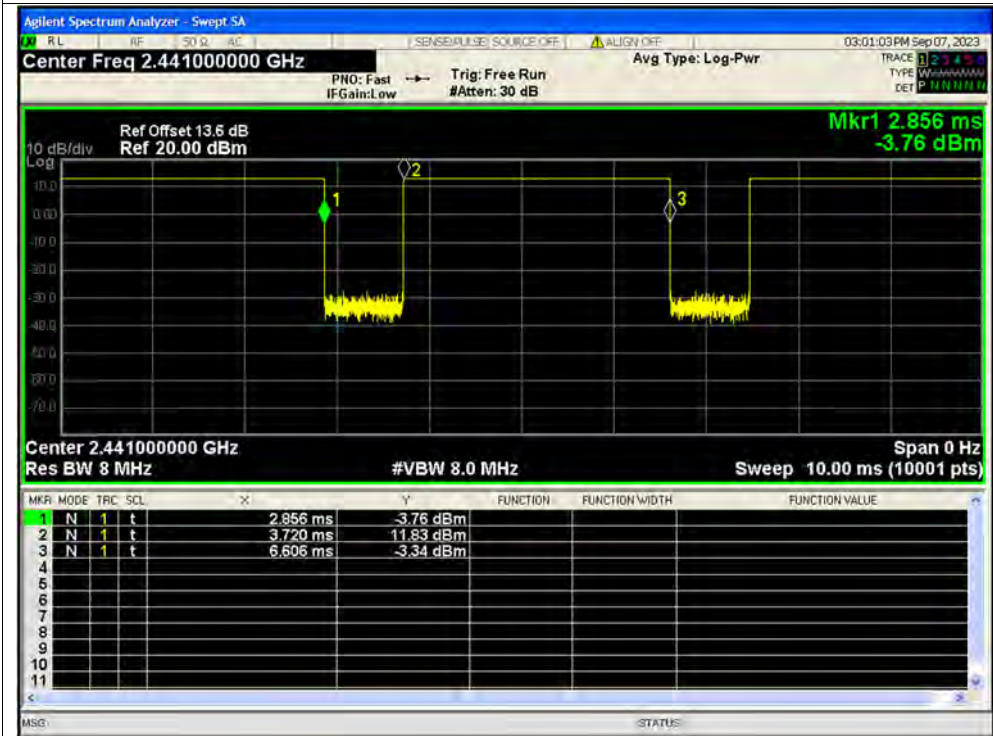 Agilent Spectrum Analyzer - Swept SA
RL RF 50 Ω AC SENSE:PULSE SOURCE OFF ALIGN OFF 03:01:03 PM Sep 07, 2023
Center Freq 2.441000000 GHz Avg Type: Log-Pwr TRACE 1 2 3 4 5 6
PNO: Fast Trig: Free Run TYPE
IFGain:Low #Atten: 30 dB DET P N N N N N
Mkr1 2.856 ms
-3.76 dBm
Ref Offset 13.6 dB
10 dB/div Ref 20.00 dBm
Log
10.0
0.00
-10.0
-20.0
-30.0
-40.0
-50.0
-60.0
-70.0
1
2
3
Center 2.441000000 GHz Span 0 Hz
Res BW 8 MHz #VBW 8.0 MHz Sweep 10.00 ms (10001 pts)
MKR MODE TRC SCL X Y FUNCTION FUNCTION WIDTH FUNCTION VALUE
1 N 1 t 2.856 ms -3.76 dBm
2 N 1 t 3.720 ms 11.83 dBm
3 N 1 t 6.606 ms -3.34 dBm
4
5
6
7
8
9
10
11
MSG STATUS